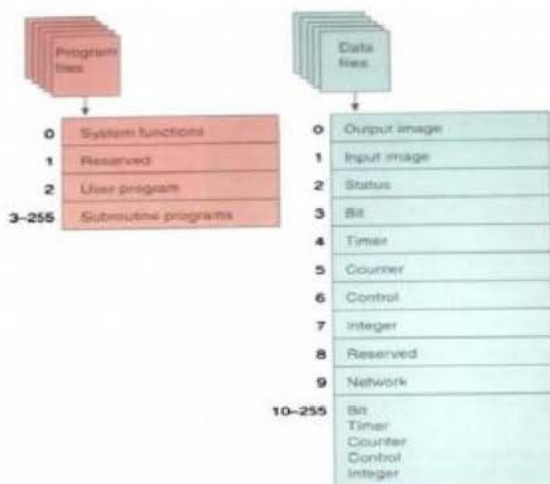 Program
files
0 System functions
1 Reserved
2 User program
3–255 Subroutine programs
Data
files
0 Output image
1 Input image
2 Status
3 Bit
4 Timer
5 Counter
6 Control
7 Integer
8 Reserved
9 Network
10–255 Bit
Timer
Counter
Control
Integer